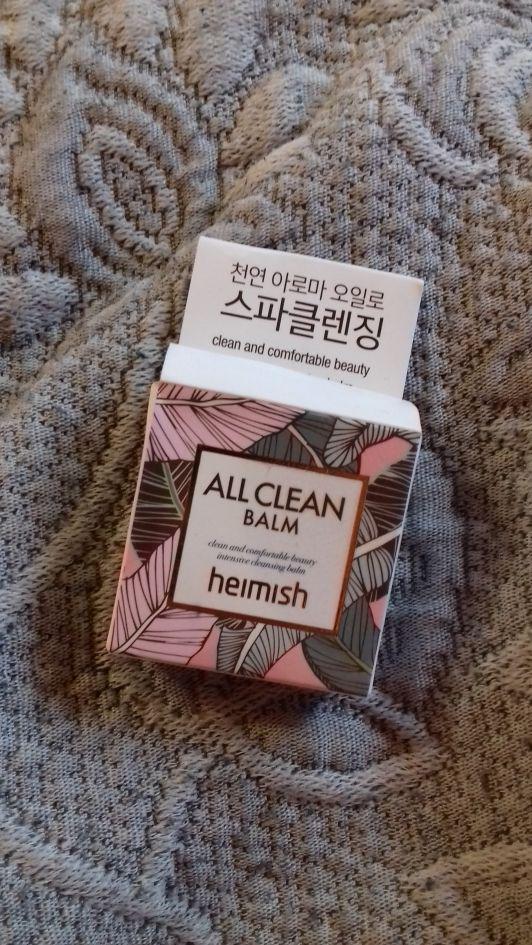 천연 아로마 오일로
스파클렌징
clean and comfortable beauty
ALL CLEAN
BALM
clean and comfortable beauty
intensive cleansing balm
heimish